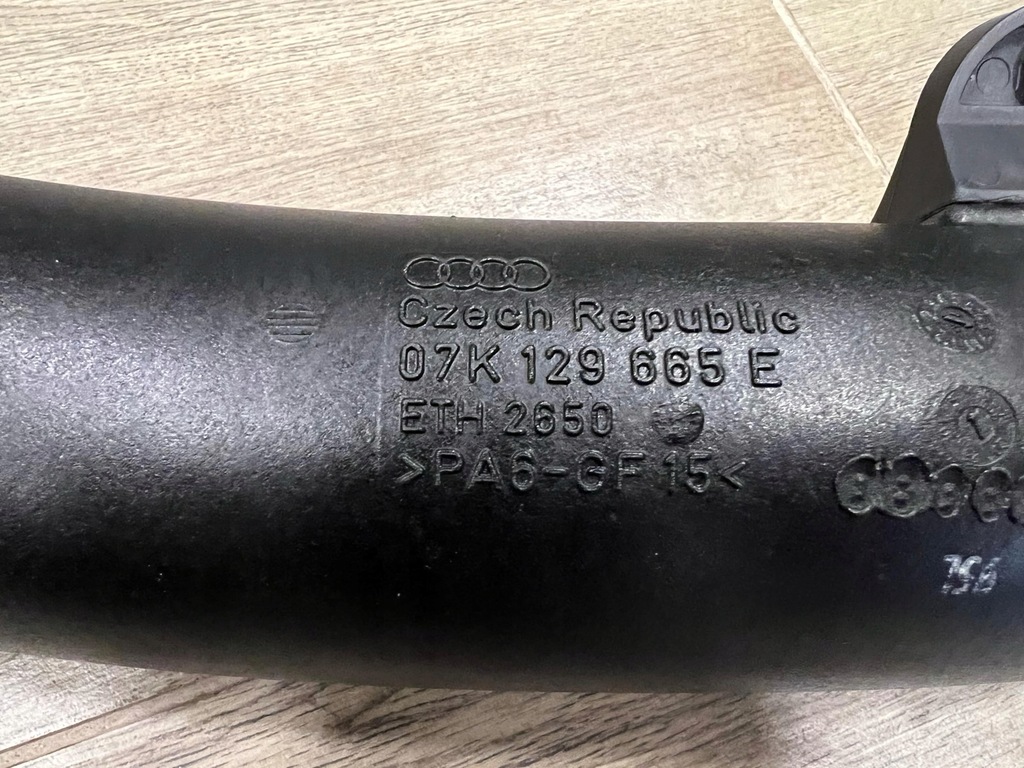 Czech Republic
07K 129 665 E
ETH 2650
>PA6-GF15<